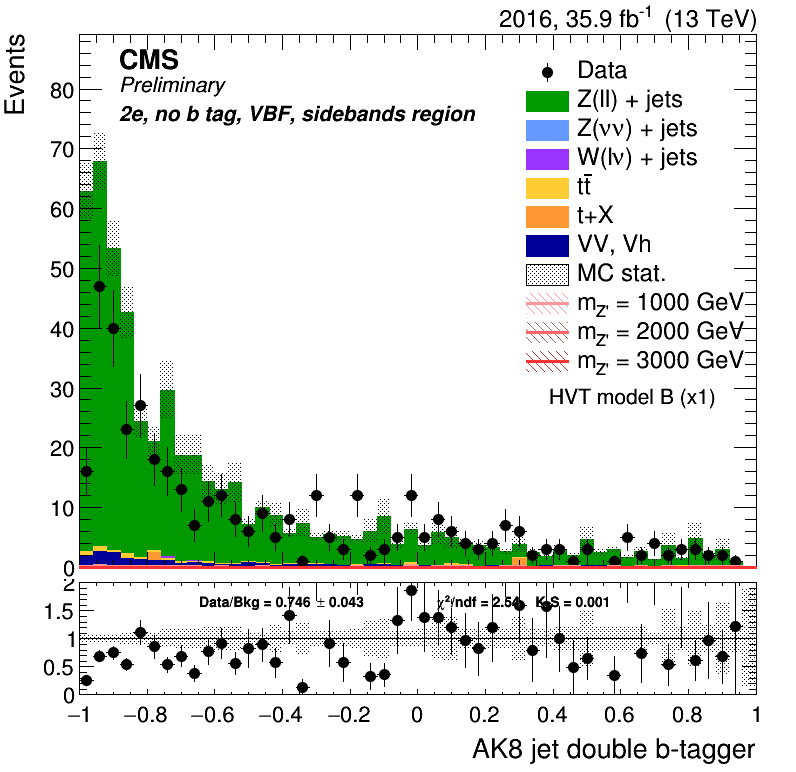 2016, 35.9 fb⁻¹ (13 TeV)
Events
CMS
Preliminary
2e, no b tag, VBF, sidebands region
Data
Z(ll) + jets
Z(νν) + jets
W(lν) + jets
tt̄
t+X
VV, Vh
MC stat.
m_Z' = 1000 GeV
m_Z' = 2000 GeV
m_Z' = 3000 GeV
HVT model B (x1)
80
70
60
50
40
30
20
10
0
Data/Bkg = 0.746 ± 0.043 χ²/ndf = 2.54, K-S = 0.001
2
1.5
1
0.5
0
−1 −0.8 −0.6 −0.4 −0.2 0 0.2 0.4 0.6 0.8 1
AK8 jet double b-tagger